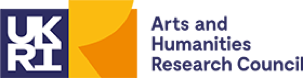 UK
RI
Arts and
Humanities
Research Council